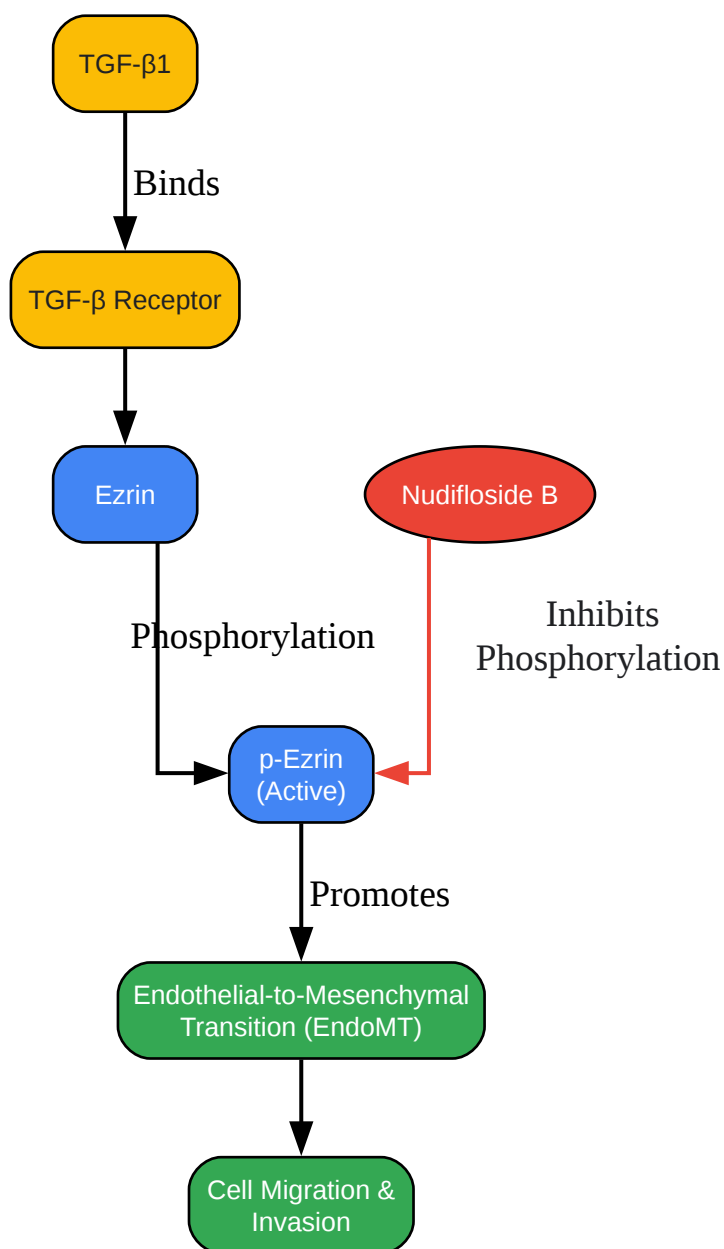 TGF-β1
Binds
TGF-β Receptor
Ezrin
Nudifloside B
Phosphorylation
Inhibits
Phosphorylation
p-Ezrin
(Active)
Promotes
Endothelial-to-Mesenchymal
Transition (EndoMT)
Cell Migration &
Invasion